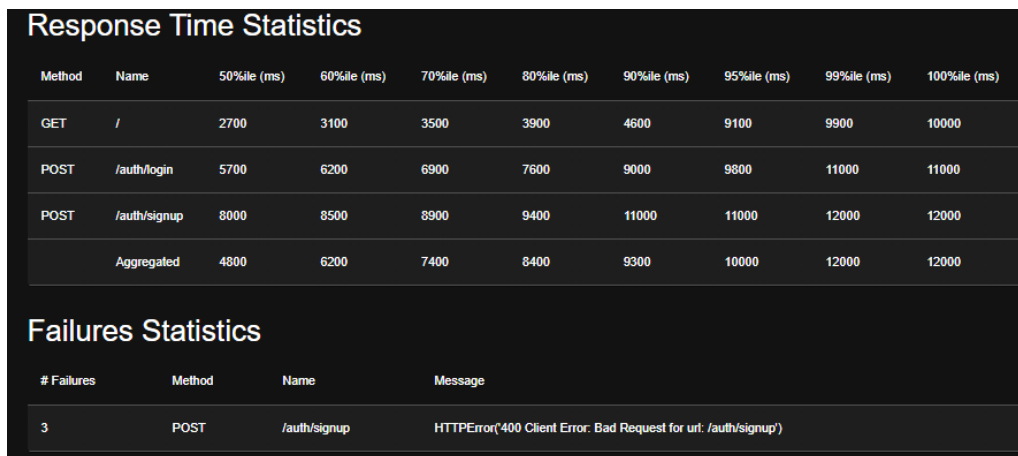 Response Time Statistics
Method Name 50%ile (ms) 60%ile (ms) 70%ile (ms) 80%ile (ms) 90%ile (ms) 95%ile (ms) 99%ile (ms) 100%ile (ms)
GET / 2700 3100 3500 3900 4600 9100 9900 10000
POST /auth/login 5700 6200 6900 7600 9000 9800 11000 11000
POST /auth/signup 8000 8500 8900 9400 11000 11000 12000 12000
Aggregated 4800 6200 7400 8400 9300 10000 12000 12000
Failures Statistics
# Failures Method Name Message
3 POST /auth/signup HTTPError('400 Client Error: Bad Request for url: /auth/signup')